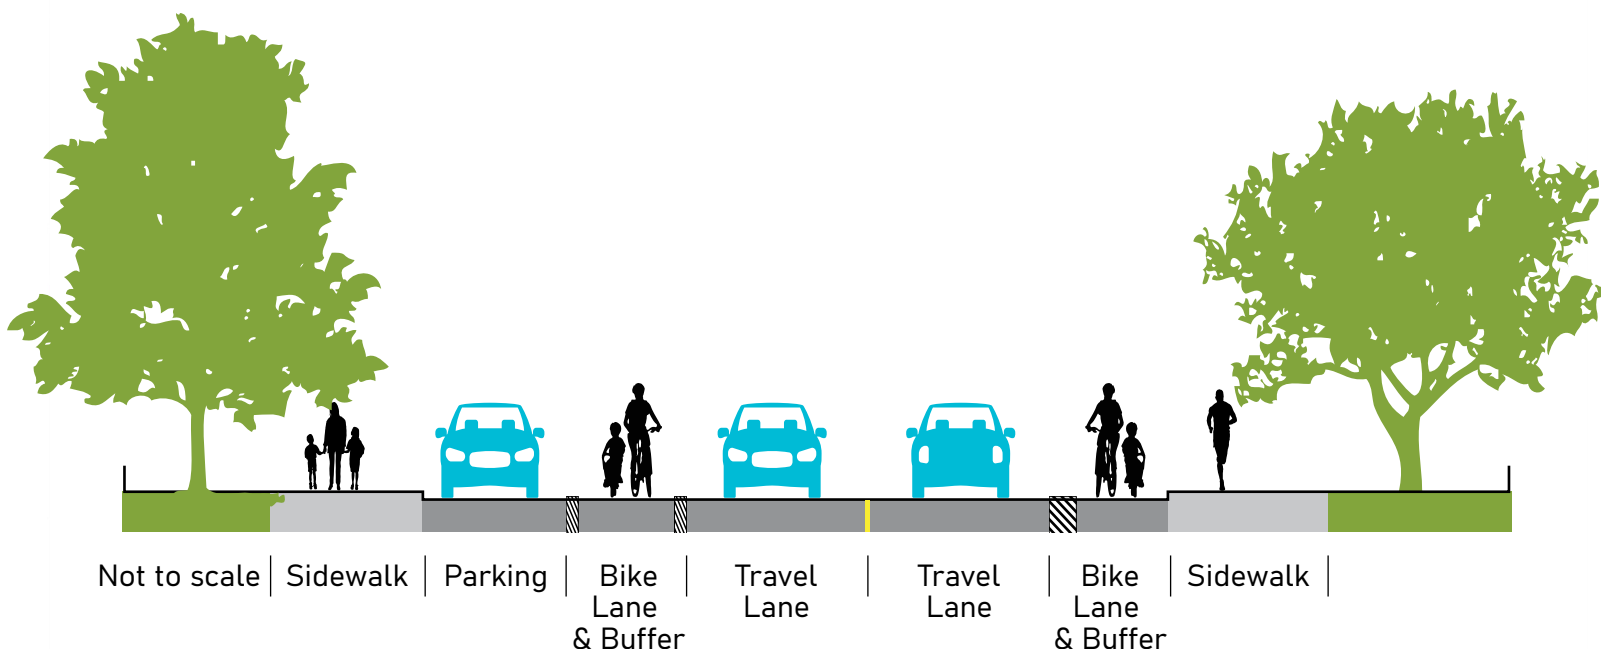 Not to scale
Sidewalk
Parking
Bike
Lane
& Buffer
Travel
Lane
Travel
Lane
Bike
Lane
& Buffer
Sidewalk